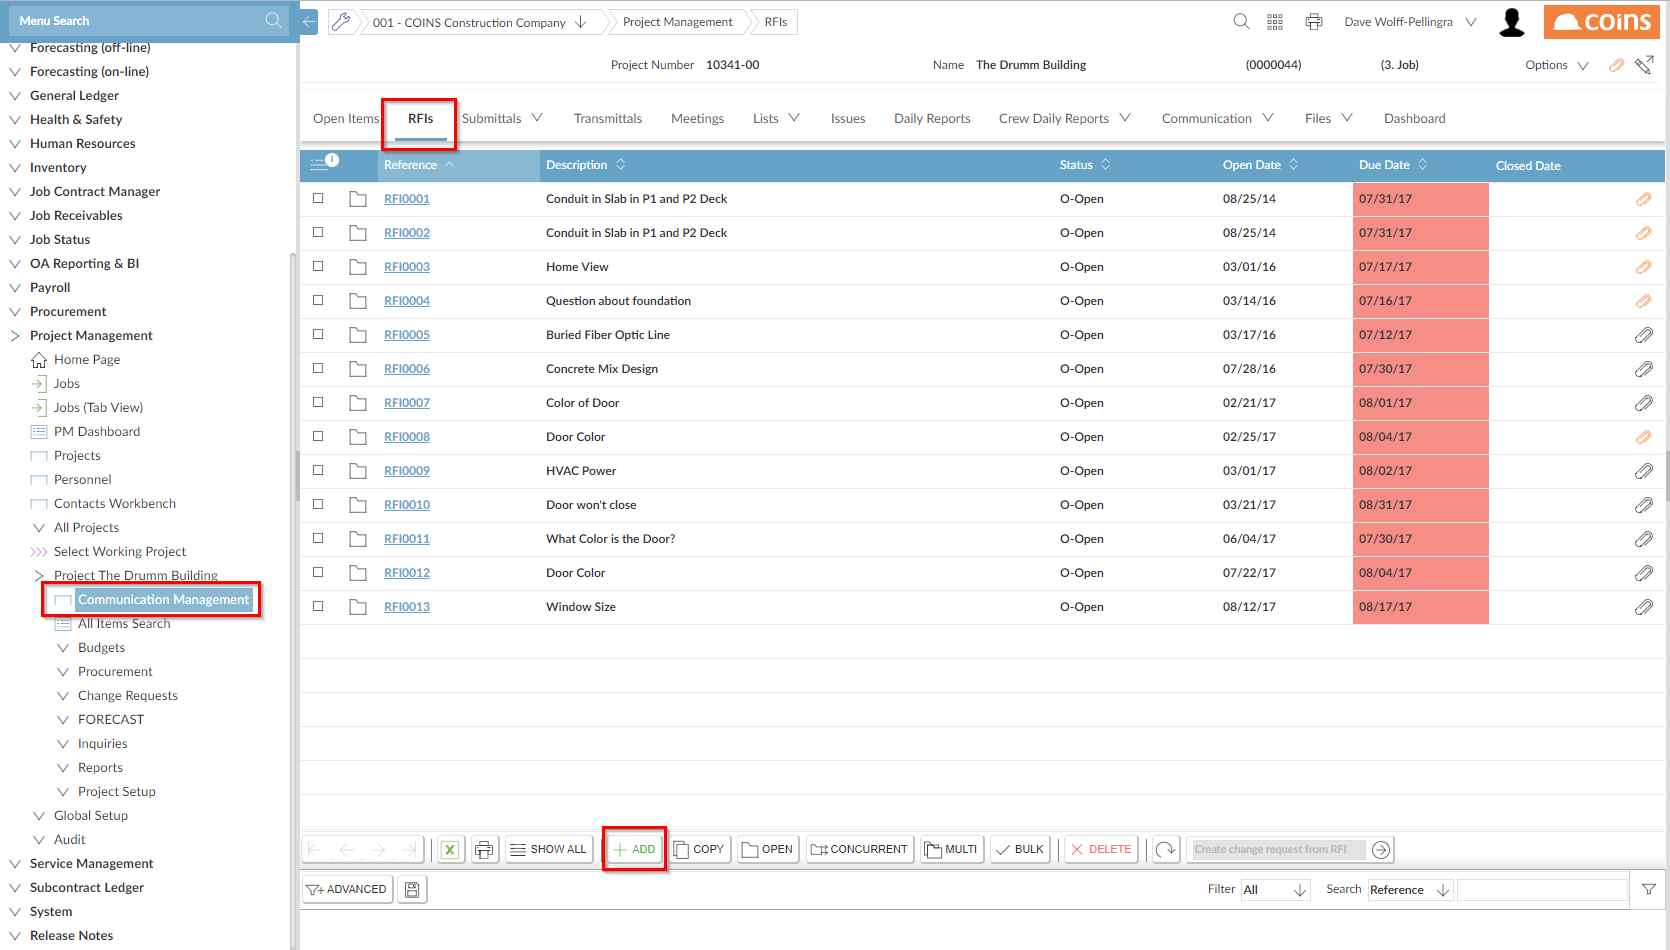 Menu Search
001 - COINS Construction Company
Project Management
RFIs
Dave Wolff-Pellingra
coins
Project Number 10341-00
Name The Drumm Building
(0000044)
(3. Job)
Options
Open Items
RFIs
Submittals
Transmittals
Meetings
Lists
Issues
Daily Reports
Crew Daily Reports
Communication
Files
Dashboard
Forecasting (off-line)
Forecasting (on-line)
General Ledger
Health & Safety
Human Resources
Inventory
Job Contract Manager
Job Receivables
Job Status
OA Reporting & BI
Payroll
Procurement
Project Management
Home Page
Jobs
Jobs (Tab View)
PM Dashboard
Projects
Personnel
Contacts Workbench
All Projects
Select Working Project
Project The Drumm Building
Communication Management
All Items Search
Budgets
Procurement
Change Requests
FORECAST
Inquiries
Reports
Project Setup
Global Setup
Audit
Service Management
Subcontract Ledger
System
Release Notes
Reference Description Status Open Date Due Date Closed Date
RFI0001 Conduit in Slab in P1 and P2 Deck O-Open 08/25/14 07/31/17
RFI0002 Conduit in Slab in P1 and P2 Deck O-Open 08/25/14 07/31/17
RFI0003 Home View O-Open 03/01/16 07/17/17
RFI0004 Question about foundation O-Open 03/14/16 07/16/17
RFI0005 Buried Fiber Optic Line O-Open 03/17/16 07/12/17
RFI0006 Concrete Mix Design O-Open 07/28/16 07/30/17
RFI0007 Color of Door O-Open 02/21/17 08/01/17
RFI0008 Door Color O-Open 02/25/17 08/04/17
RFI0009 HVAC Power O-Open 03/01/17 08/02/17
RFI0010 Door won't close O-Open 03/21/17 08/31/17
RFI0011 What Color is the Door? O-Open 06/04/17 07/30/17
RFI0012 Door Color O-Open 07/22/17 08/04/17
RFI0013 Window Size O-Open 08/12/17 08/17/17
SHOW ALL
ADD
COPY
OPEN
CONCURRENT
MULTI
BULK
DELETE
Create change request from RFI
ADVANCED
Filter All
Search Reference